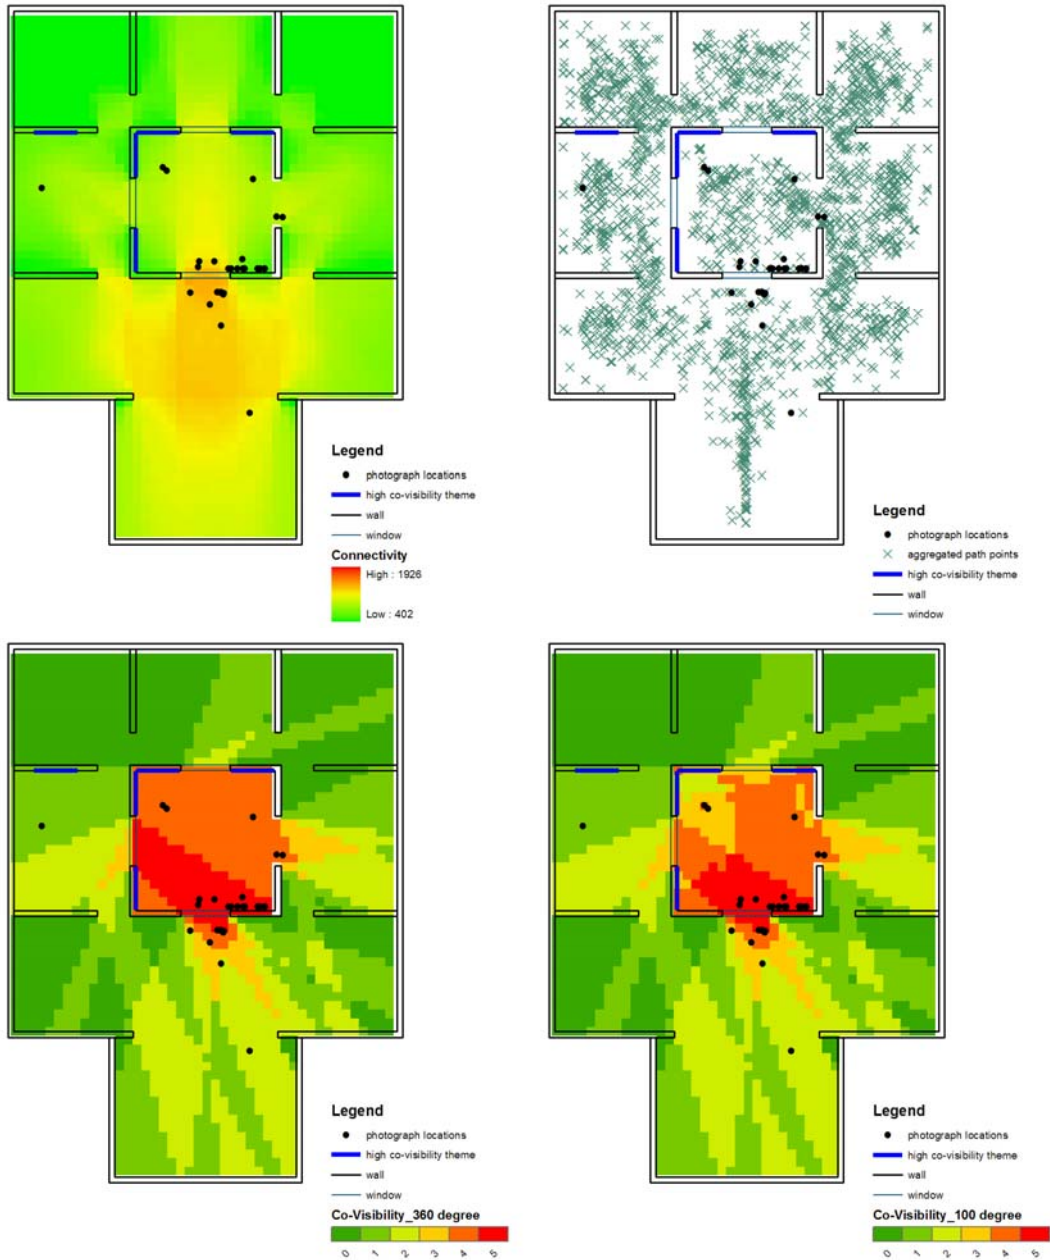 Legend
photograph locations
high co-visibility theme
wall
window
Connectivity
High : 1926
Low : 402
Legend
photograph locations
aggregated path points
high co-visibility theme
wall
window
Legend
photograph locations
high co-visibility theme
wall
window
Co-Visibility_360 degree
0 1 2 3 4 5
Legend
photograph locations
high co-visibility theme
wall
window
Co-Visibility_100 degree
0 1 2 3 4 5